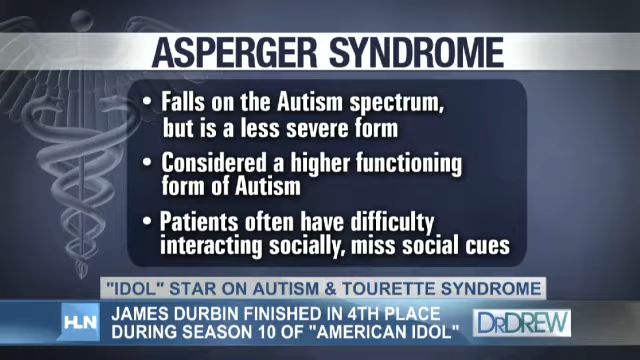 ASPERGER SYNDROME
• Falls on the Autism spectrum,
but is a less severe form
• Considered a higher functioning
form of Autism
• Patients often have difficulty
interacting socially, miss social cues
"IDOL" STAR ON AUTISM & TOURETTE SYNDROME
HLN
JAMES DURBIN FINISHED IN 4TH PLACE
DURING SEASON 10 OF "AMERICAN IDOL"
DRDREW